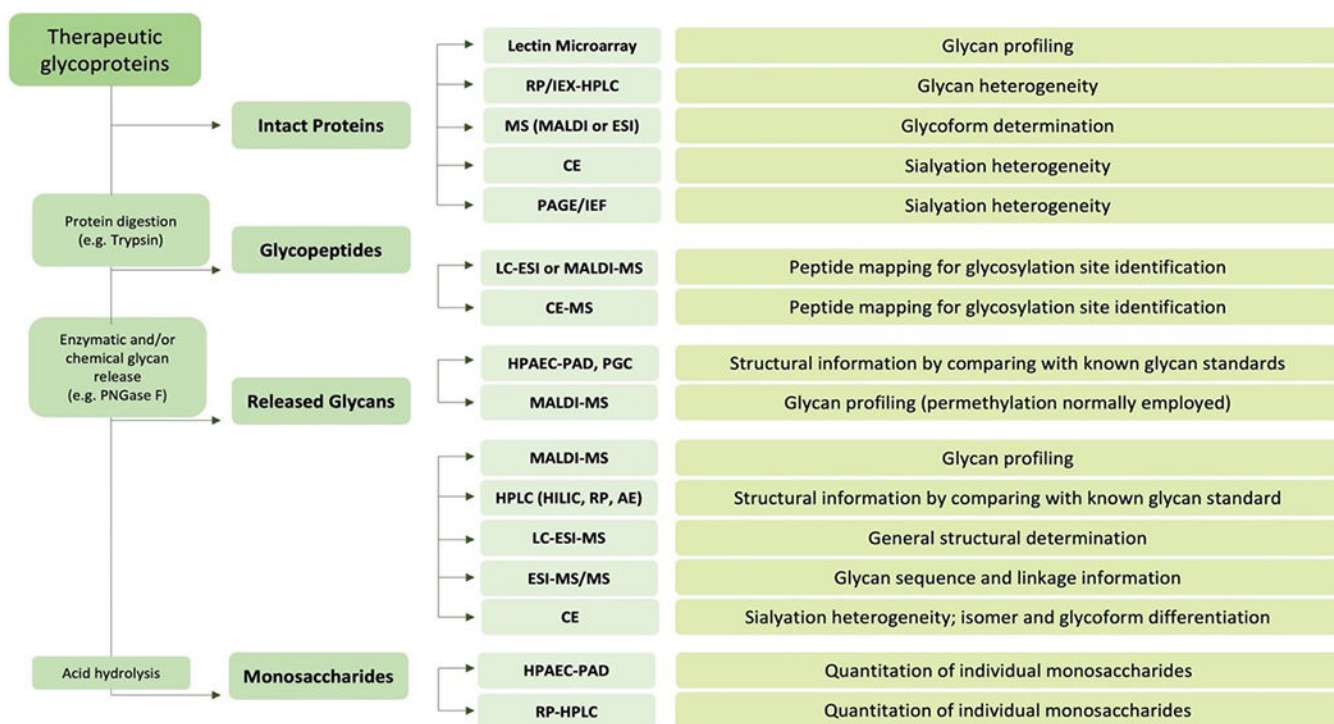 Therapeutic
glycoproteins
Intact Proteins
Lectin Microarray
Glycan profiling
RP/IEX-HPLC
Glycan heterogeneity
MS (MALDI or ESI)
Glycoform determination
CE
Sialyation heterogeneity
PAGE/IEF
Sialyation heterogeneity
Protein digestion
(e.g. Trypsin)
Glycopeptides
LC-ESI or MALDI-MS
Peptide mapping for glycosylation site identification
CE-MS
Peptide mapping for glycosylation site identification
Enzymatic and/or
chemical glycan
release
(e.g. PNGase F)
Released Glycans
HPAEC-PAD, PGC
Structural information by comparing with known glycan standards
MALDI-MS
Glycan profiling (permethylation normally employed)
MALDI-MS
Glycan profiling
HPLC (HILIC, RP, AE)
Structural information by comparing with known glycan standard
LC-ESI-MS
General structural determination
ESI-MS/MS
Glycan sequence and linkage information
CE
Sialyation heterogeneity; isomer and glycoform differentiation
Acid hydrolysis
Monosaccharides
HPAEC-PAD
Quantitation of individual monosaccharides
RP-HPLC
Quantitation of individual monosaccharides